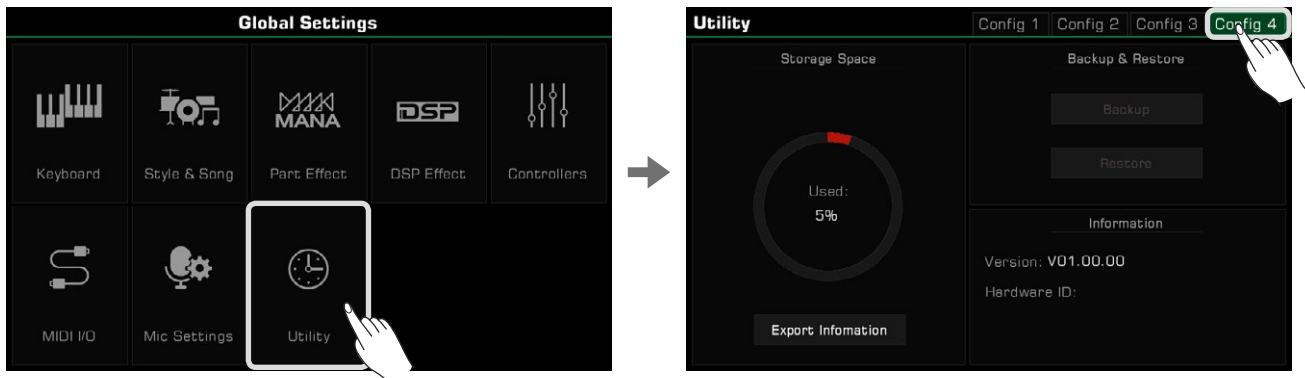 Global Settings
Keyboard
Style & Song
MANA
Part Effect
DSP
DSP Effect
Controllers
MIDI I/O
Mic Settings
Utility
Utility
Config 1 Config 2 Config 3 Config 4
Storage Space
Used:
5%
Export Infomation
Backup & Restore
Backup
Restore
Information
Version: V01.00.00
Hardware ID: